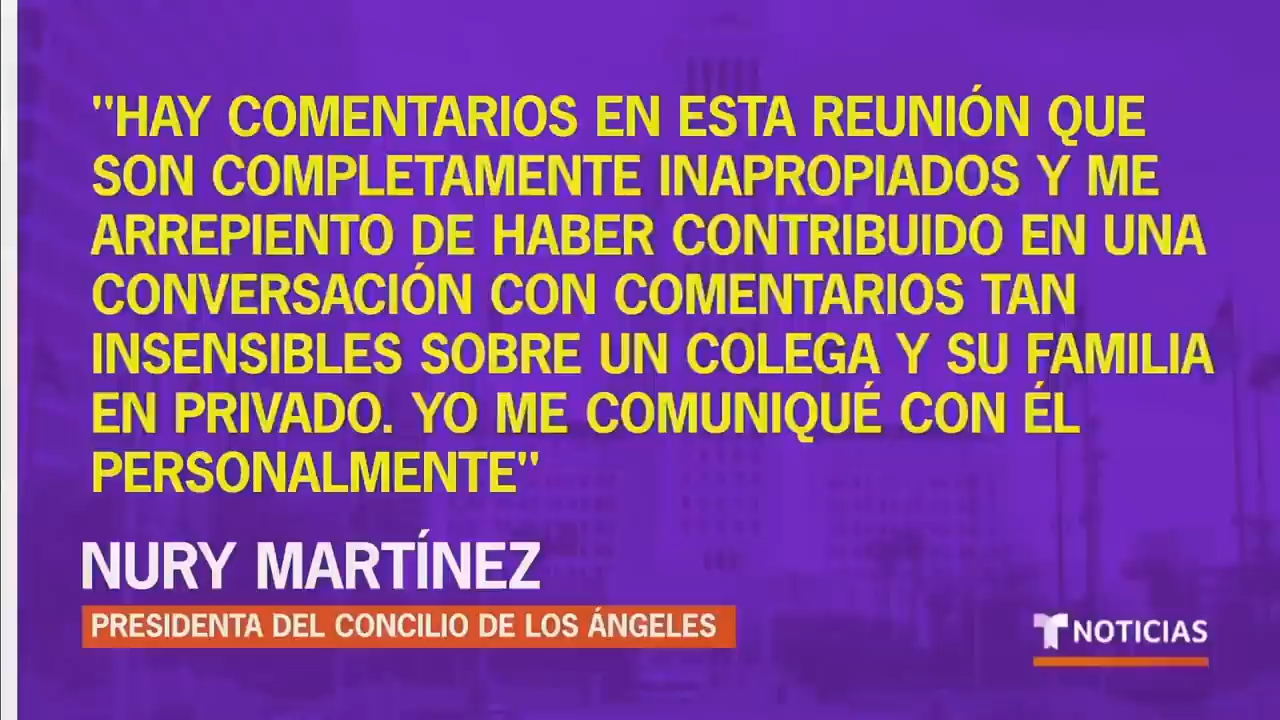 "HAY COMENTARIOS EN ESTA REUNIÓN QUE
SON COMPLETAMENTE INAPROPIADOS Y ME
ARREPIENTO DE HABER CONTRIBUIDO EN UNA
CONVERSACIÓN CON COMENTARIOS TAN
INSENSIBLES SOBRE UN COLEGA Y SU FAMILIA
EN PRIVADO. YO ME COMUNIQUÉ CON ÉL
PERSONALMENTE"
NURY MARTÍNEZ
PRESIDENTA DEL CONCILIO DE LOS ÁNGELES
NOTICIAS